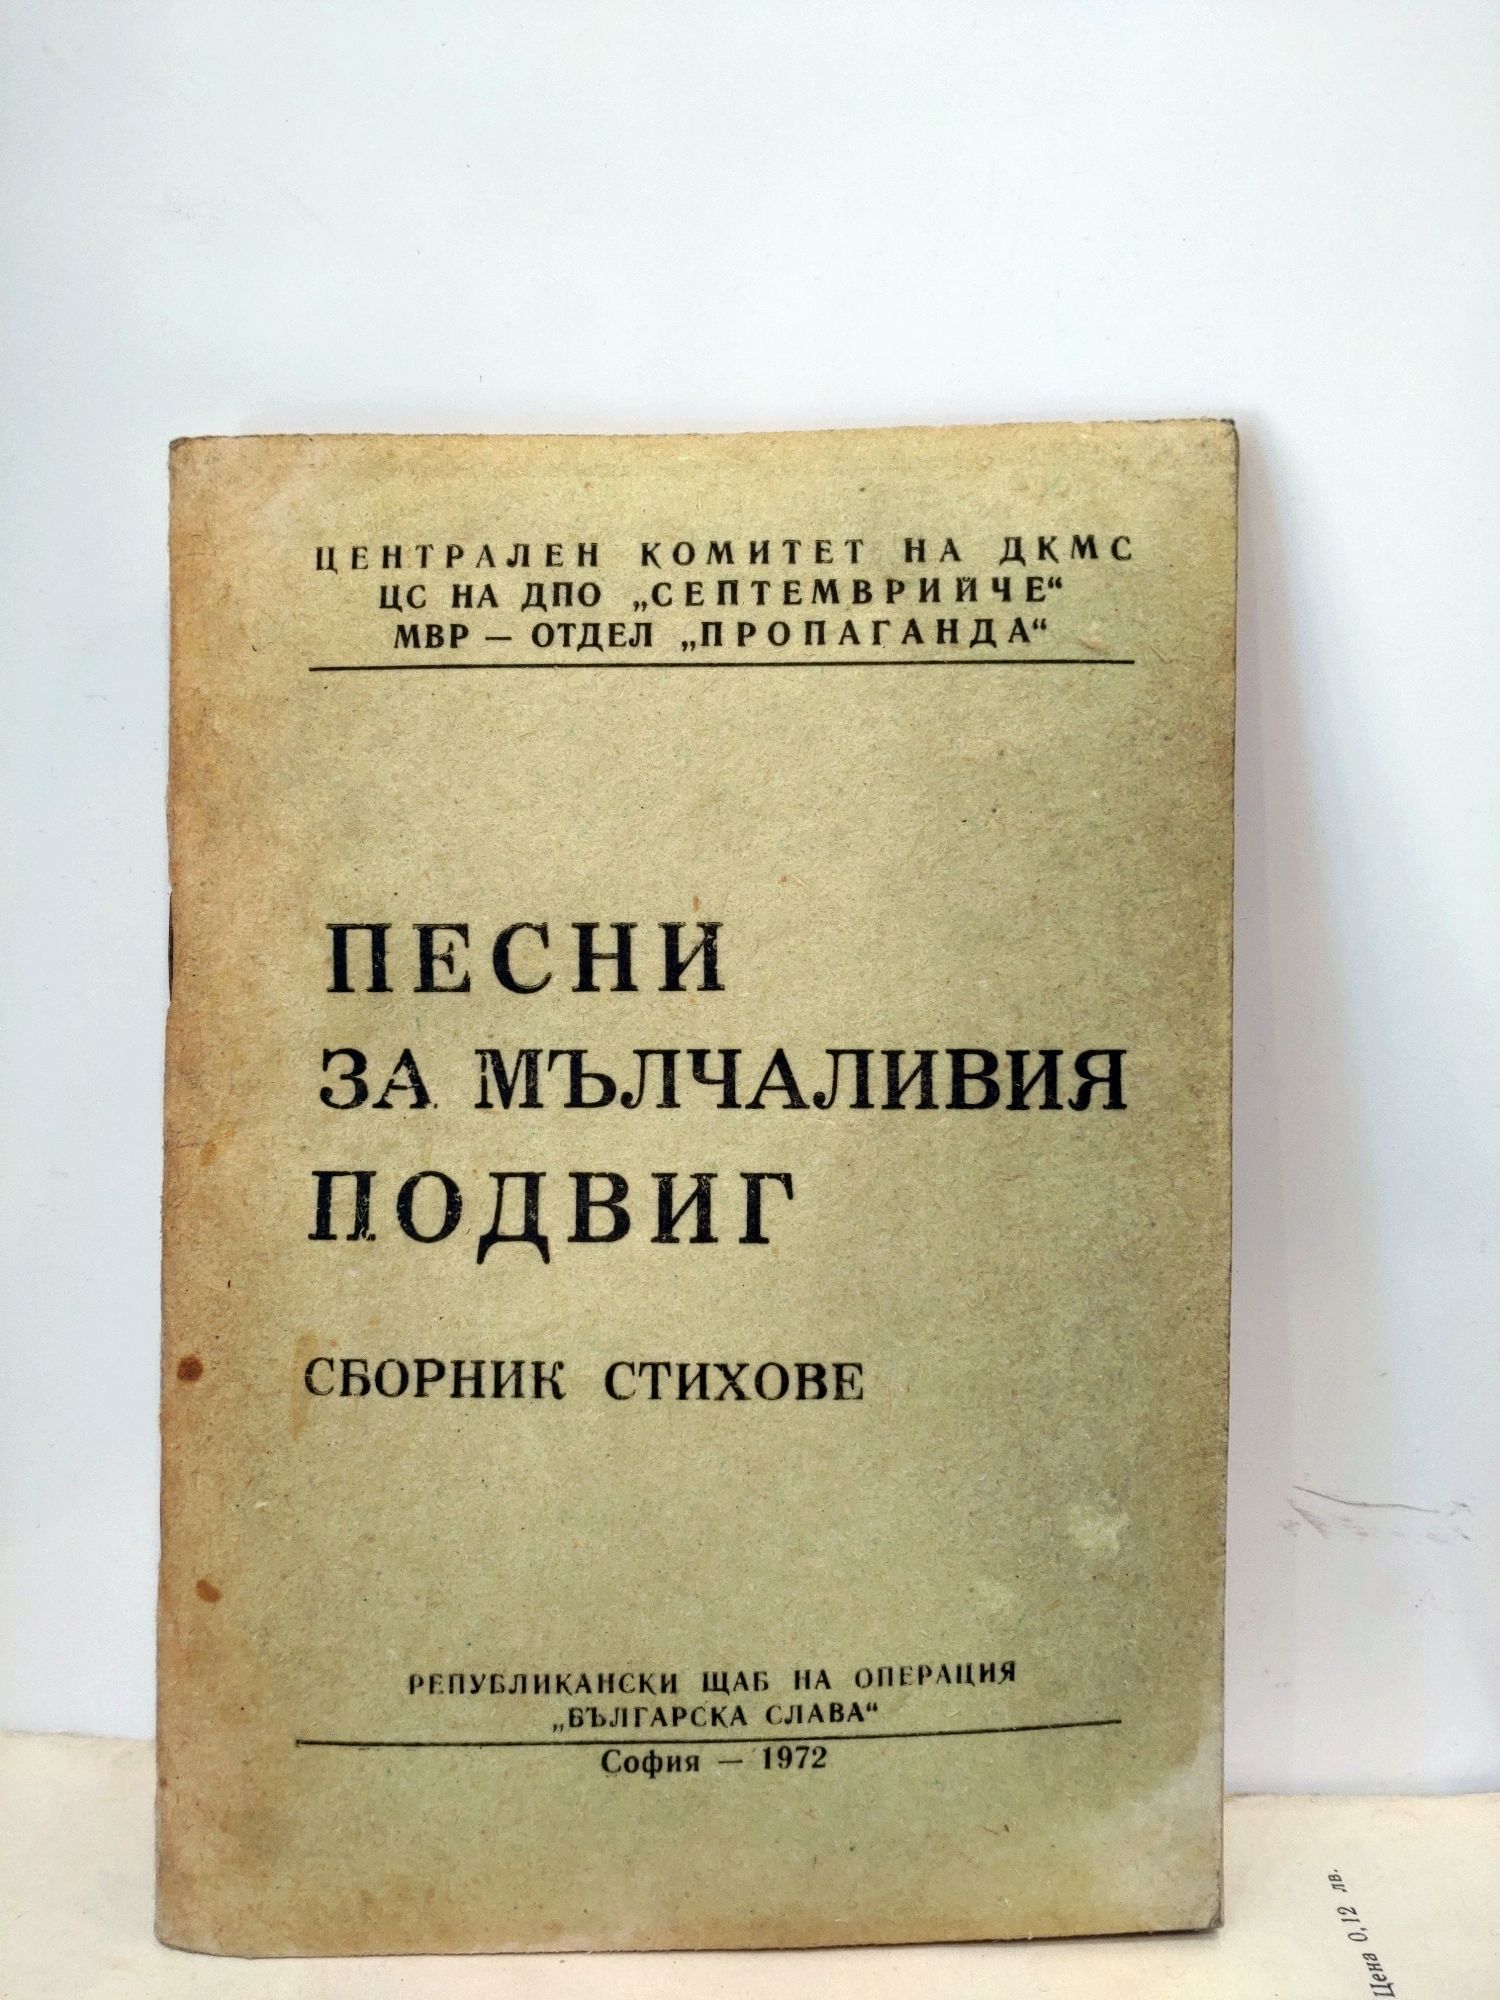 ЦЕНТРАЛЕН КОМИТЕТ НА ДКМС
ЦС НА ДПО „СЕПТЕМВРИЙЧЕ“
МВР — ОТДЕЛ „ПРОПАГАНДА“
ПЕСНИ
ЗА МЪЛЧАЛИВИЯ
ПОДВИГ
СБОРНИК СТИХОВЕ
РЕПУБЛИКАНСКИ ЩАБ НА ОПЕРАЦИЯ
„БЪЛГАРСКА СЛАВА“
София — 1972
Цена 0,12 лв.